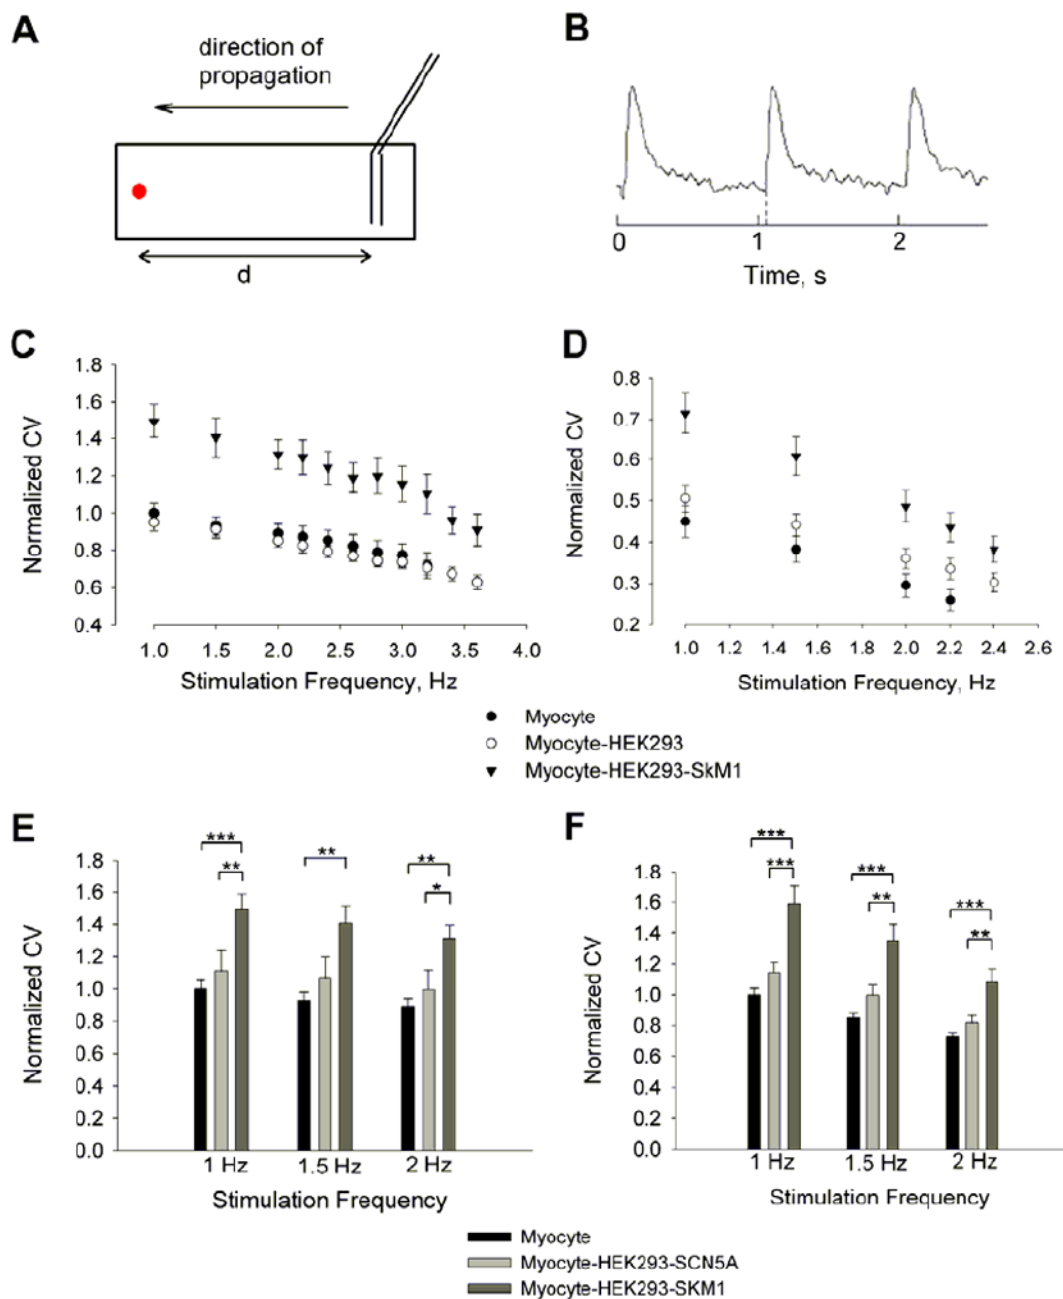 A
direction of
propagation
d
B
0 1 2
Time, s
C
Normalized CV
1.8
1.6
1.4
1.2
1.0
0.8
0.6
0.4
1.0 1.5 2.0 2.5 3.0 3.5 4.0
Stimulation Frequency, Hz
D
Normalized CV
0.8
0.7
0.6
0.5
0.4
0.3
0.2
1.0 1.2 1.4 1.6 1.8 2.0 2.2 2.4 2.6
Stimulation Frequency, Hz
Myocyte
Myocyte-HEK293
Myocyte-HEK293-SkM1
E
Normalized CV
1.8
1.6
1.4
1.2
1.0
0.8
0.6
0.4
0.2
0.0
***
**
**
**
*
1 Hz 1.5 Hz 2 Hz
Stimulation Frequency
F
Normalized CV
1.8
1.6
1.4
1.2
1.0
0.8
0.6
0.4
0.2
0.0
***
***
***
**
***
**
1 Hz 1.5 Hz 2 Hz
Stimulation Frequency
Myocyte
Myocyte-HEK293-SCN5A
Myocyte-HEK293-SKM1